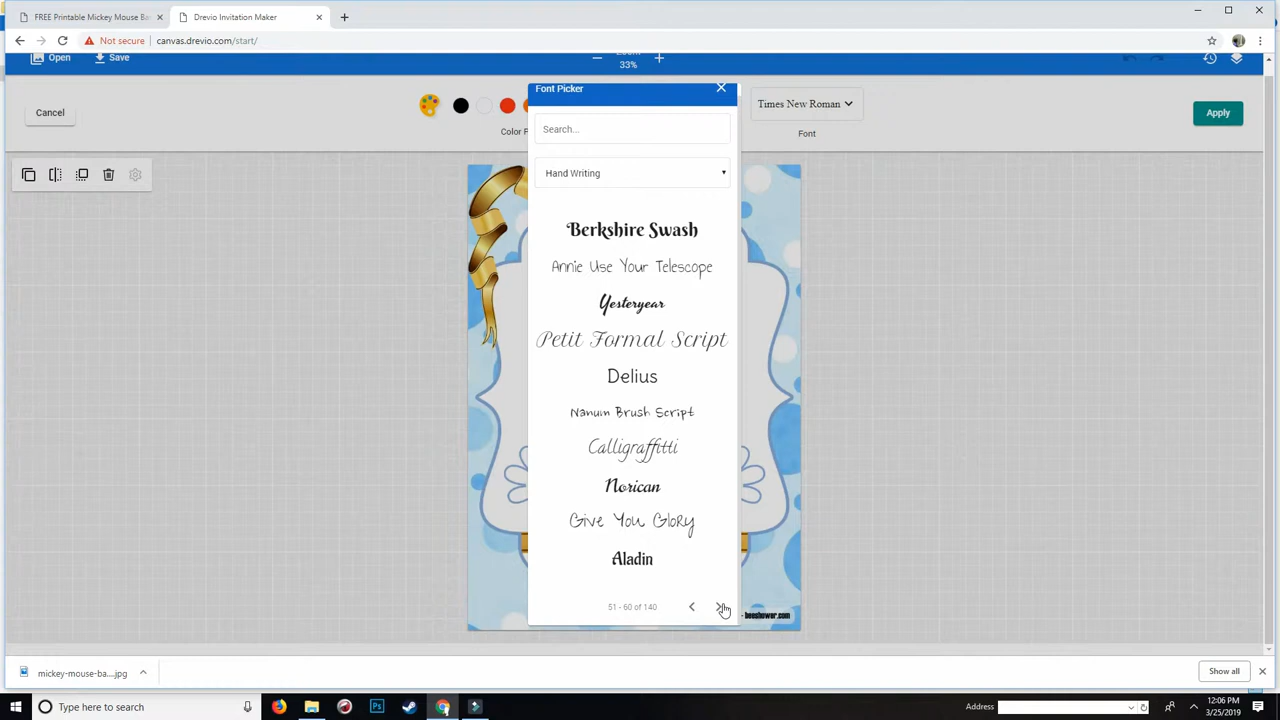 FREE Printable Mickey Mouse Ba
Drevio Invitation Maker
Not secure
canvas.drevio.com/start/
Open
Save
33%
Cancel
Font Picker
Times New Roman
Apply
Font
Search...
Hand Writing
Berkshire Swash
Annie Use Your Telescope
Yesteryear
Petit Formal Script
Delius
Nanum Brush Script
Calligraffitti
Norican
Give You Glory
Aladin
51 - 60 of 140
beeshower.com
mickey-mouse-ba....jpg
Show all
Type here to search
Address
12:06 PM
3/25/2019